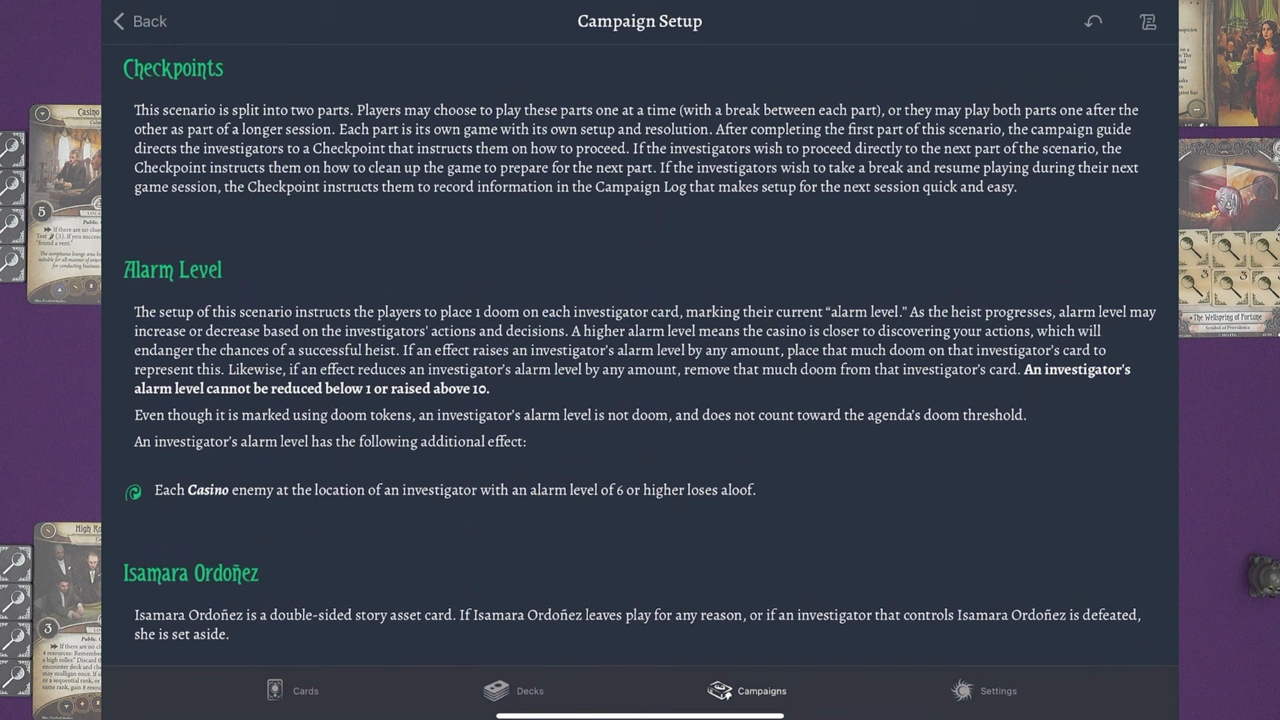 Back
Campaign Setup
Checkpoints
This scenario is split into two parts. Players may choose to play these parts one at a time (with a break between each part), or they may play both parts one after the
other as part of a longer session. Each part is its own game with its own setup and resolution. After completing the first part of this scenario, the campaign guide
directs the investigators to a Checkpoint that instructs them on how to proceed. If the investigators wish to proceed directly to the next part of the scenario, the
Checkpoint instructs them on how to clean up the game to prepare for the next part. If the investigators wish to take a break and resume playing during their next
game session, the Checkpoint instructs them to record information in the Campaign Log that makes setup for the next session quick and easy.
Alarm Level
The setup of this scenario instructs the players to place 1 doom on each investigator card, marking their current “alarm level.” As the heist progresses, alarm level may
increase or decrease based on the investigators' actions and decisions. A higher alarm level means the casino is closer to discovering your actions, which will
endanger the chances of a successful heist. If an effect raises an investigator's alarm level by any amount, place that much doom on that investigator's card to
represent this. Likewise, if an effect reduces an investigator's alarm level by any amount, remove that much doom from that investigator's card. An investigator's
alarm level cannot be reduced below 1 or raised above 10.
Even though it is marked using doom tokens, an investigator's alarm level is not doom, and does not count toward the agenda's doom threshold.
An investigator's alarm level has the following additional effect:
Each Casino enemy at the location of an investigator with an alarm level of 6 or higher loses aloof.
Isamara Ordoñez
Isamara Ordoñez is a double-sided story asset card. If Isamara Ordoñez leaves play for any reason, or if an investigator that controls Isamara Ordoñez is defeated,
she is set aside.
Cards
Decks
Campaigns
Settings
Casino
5
3
The Wellspring of Fortune
Symbol of Providence